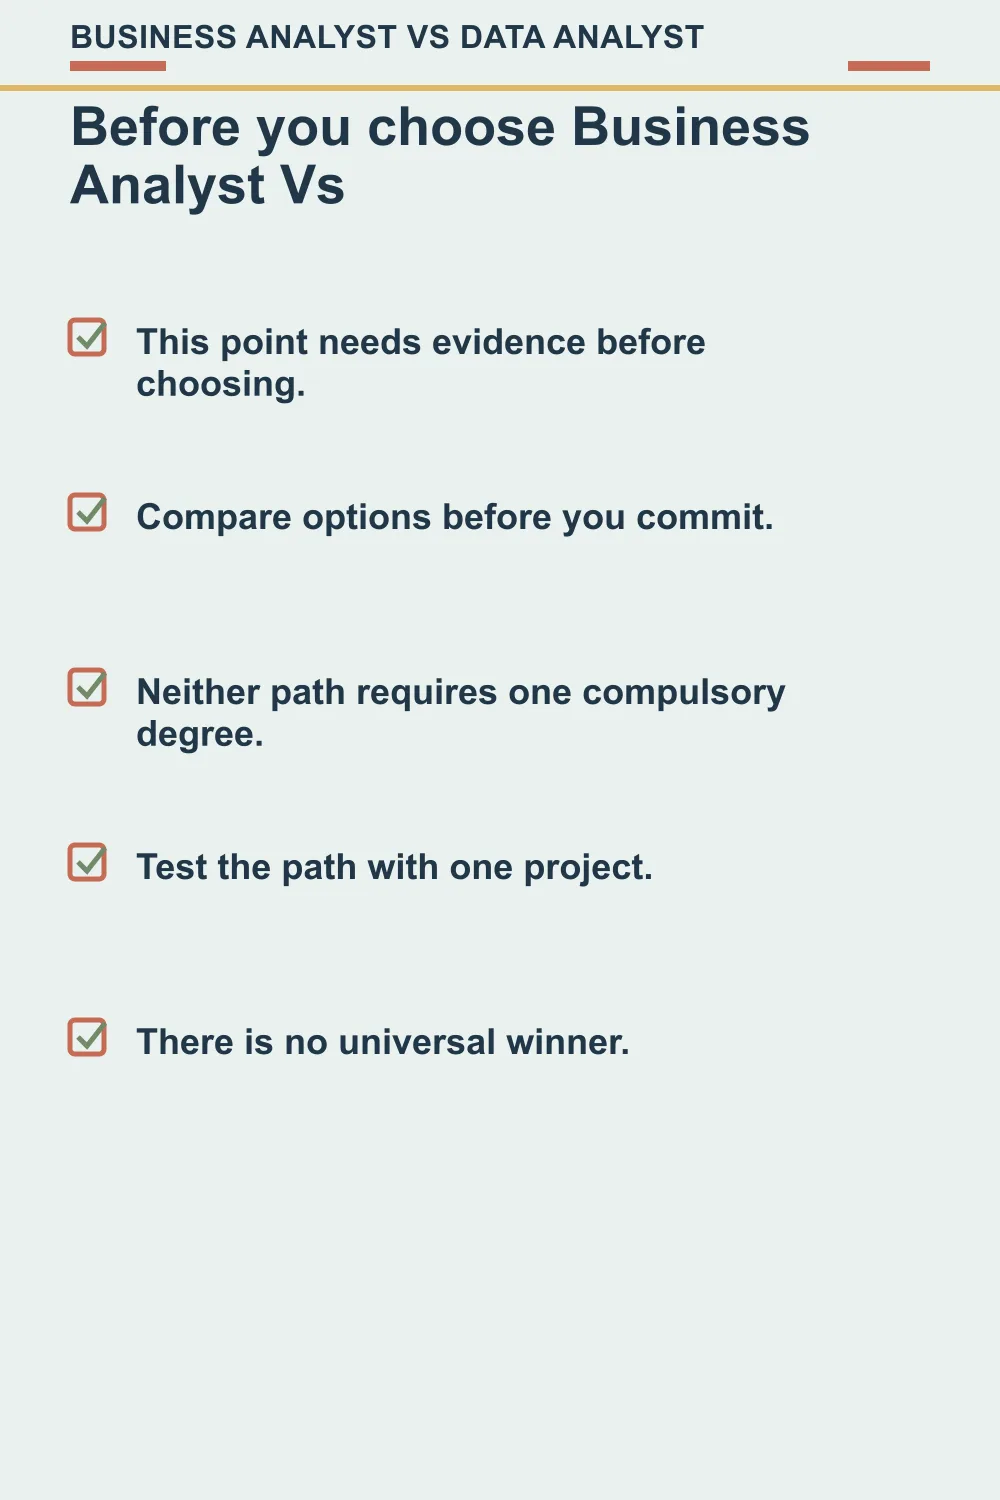 BUSINESS ANALYST VS DATA ANALYST
Before you choose Business
Analyst Vs
This point needs evidence before
choosing.
Compare options before you commit.
Neither path requires one compulsory
degree.
Test the path with one project.
There is no universal winner.